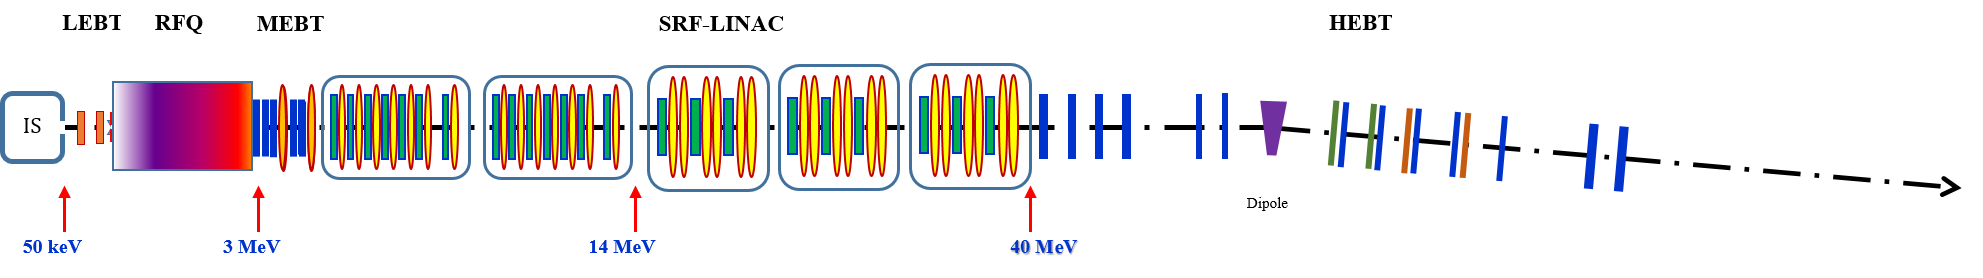 LEBT RFQ MEBT SRF-LINAC HEBT
IS
Dipole
50 keV 3 MeV 14 MeV 40 MeV